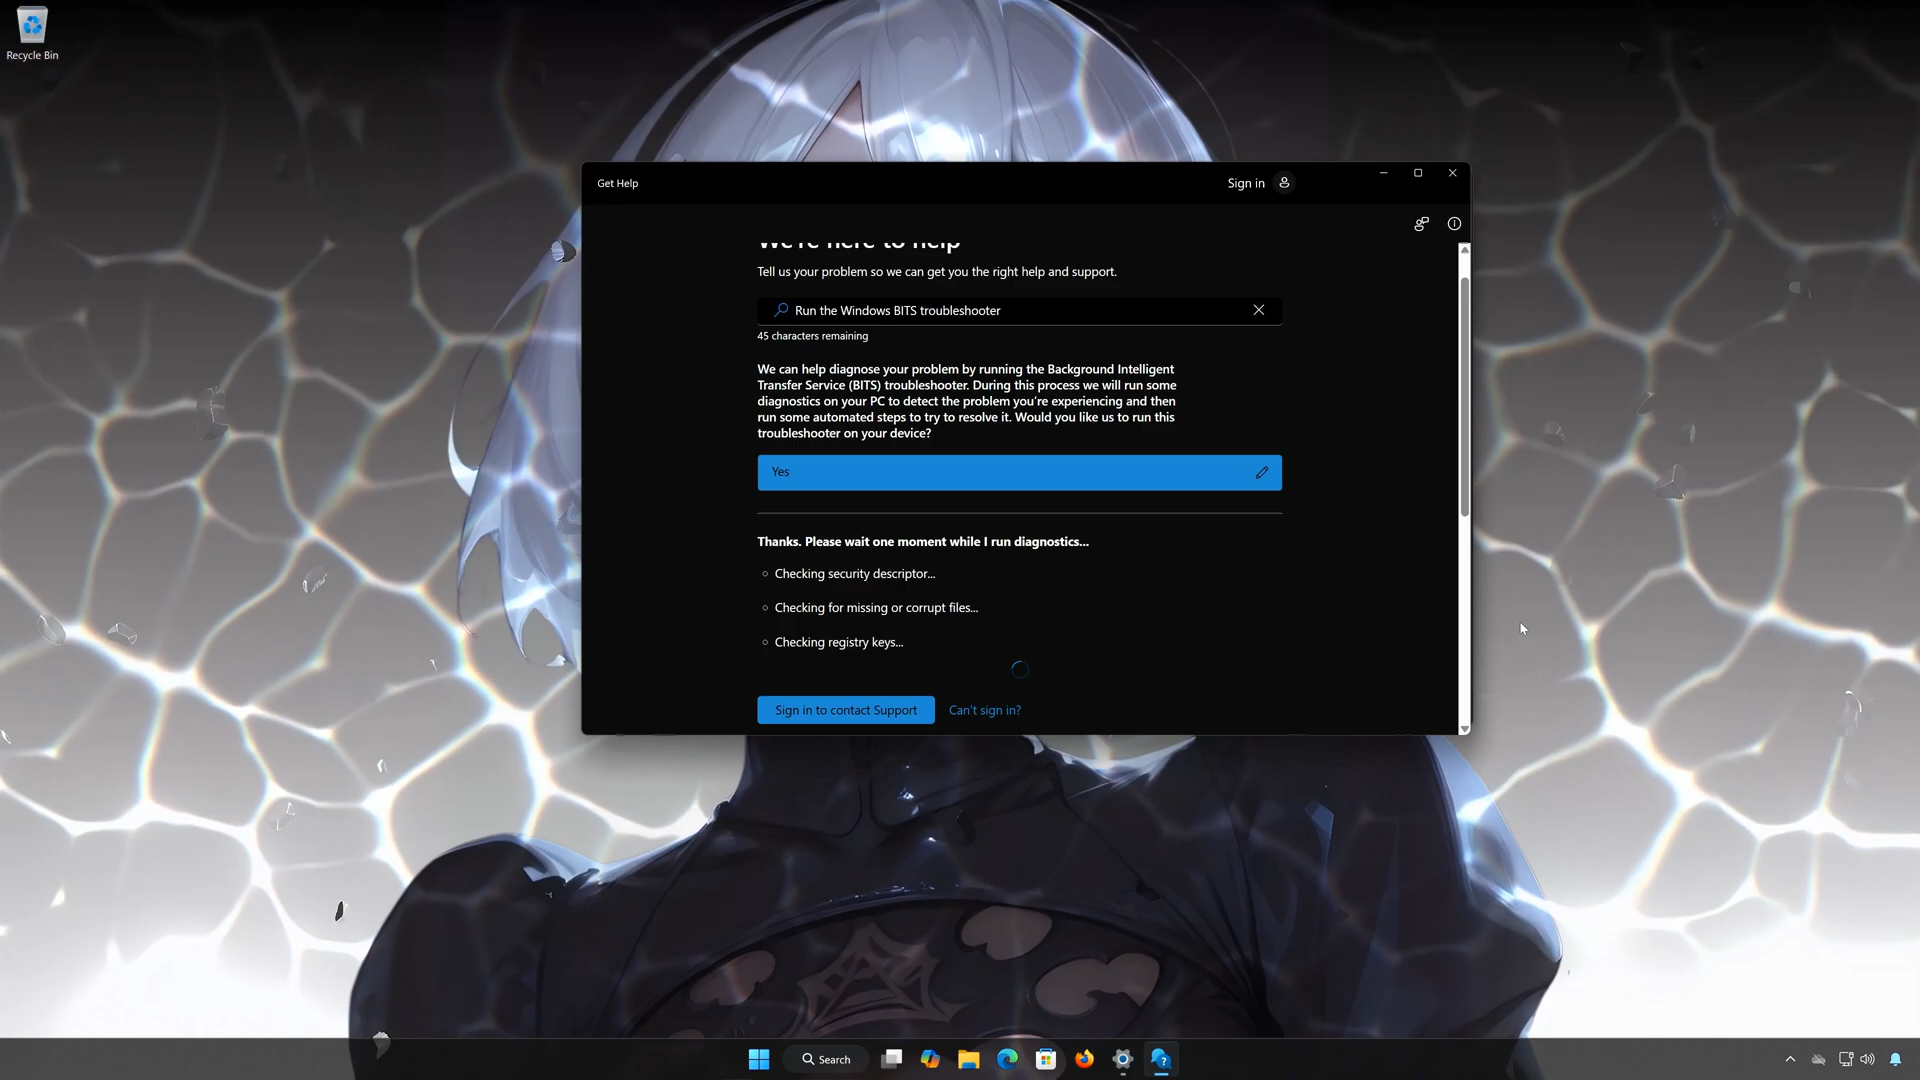 Recycle Bin
Get Help
Sign in
We're here to help
Tell us your problem so we can get you the right help and support.
Run the Windows BITS troubleshooter
45 characters remaining
We can help diagnose your problem by running the Background Intelligent
Transfer Service (BITS) troubleshooter. During this process we will run some
diagnostics on your PC to detect the problem you're experiencing and then
run some automated steps to try to resolve it. Would you like us to run this
troubleshooter on your device?
Yes
Thanks. Please wait one moment while I run diagnostics...
Checking security descriptor...
Checking for missing or corrupt files...
Checking registry keys...
Sign in to contact Support
Can't sign in?
Search